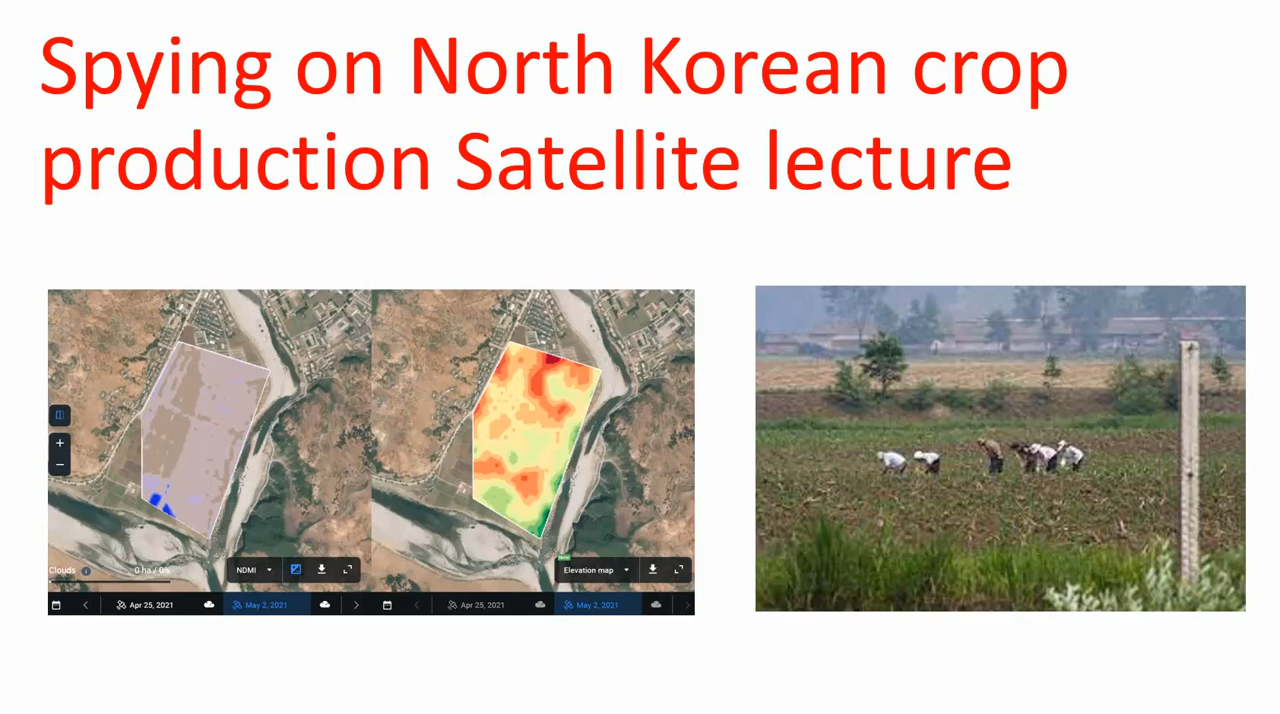 Spying on North Korean crop
production Satellite lecture
+
−
Clouds
0 ha / 0%
NDMI
New
Elevation map
Apr 25, 2021
May 2, 2021
Apr 25, 2021
May 2, 2021